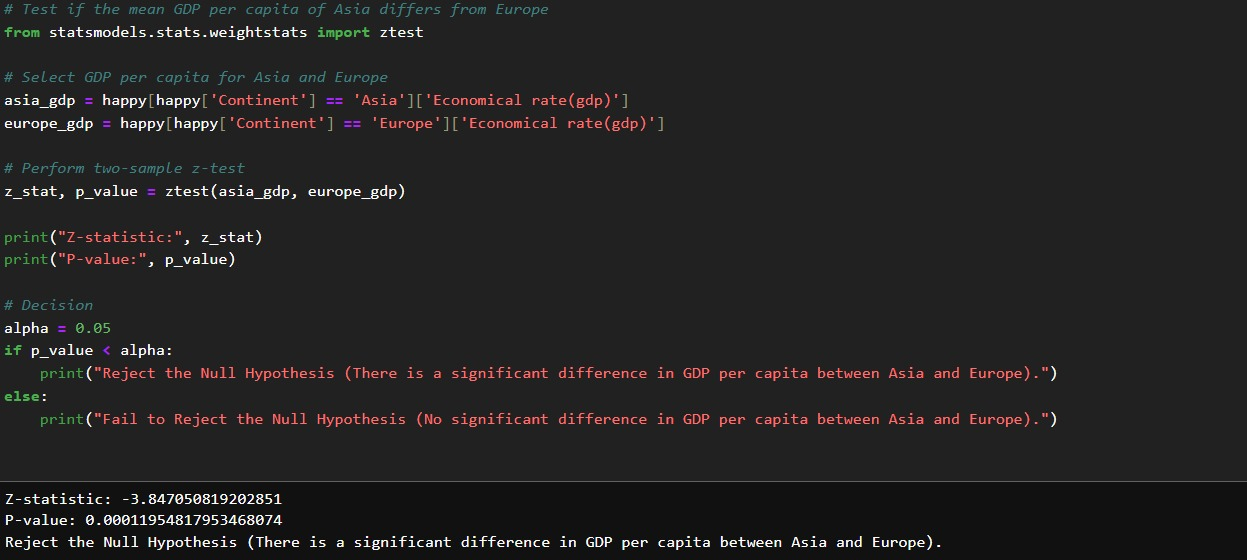 # Test if the mean GDP per capita of Asia differs from Europe
from statsmodels.stats.weightstats import ztest
# Select GDP per capita for Asia and Europe
asia_gdp = happy[happy['Continent'] == 'Asia']['Economical rate(gdp)']
europe_gdp = happy[happy['Continent'] == 'Europe']['Economical rate(gdp)']
# Perform two-sample z-test
z_stat, p_value = ztest(asia_gdp, europe_gdp)
print("Z-statistic:", z_stat)
print("P-value:", p_value)
# Decision
alpha = 0.05
if p_value < alpha:
    print("Reject the Null Hypothesis (There is a significant difference in GDP per capita between Asia and Europe).")
else:
    print("Fail to Reject the Null Hypothesis (No significant difference in GDP per capita between Asia and Europe).")
Z-statistic: -3.847050819202851
P-value: 0.00011954817953468074
Reject the Null Hypothesis (There is a significant difference in GDP per capita between Asia and Europe).